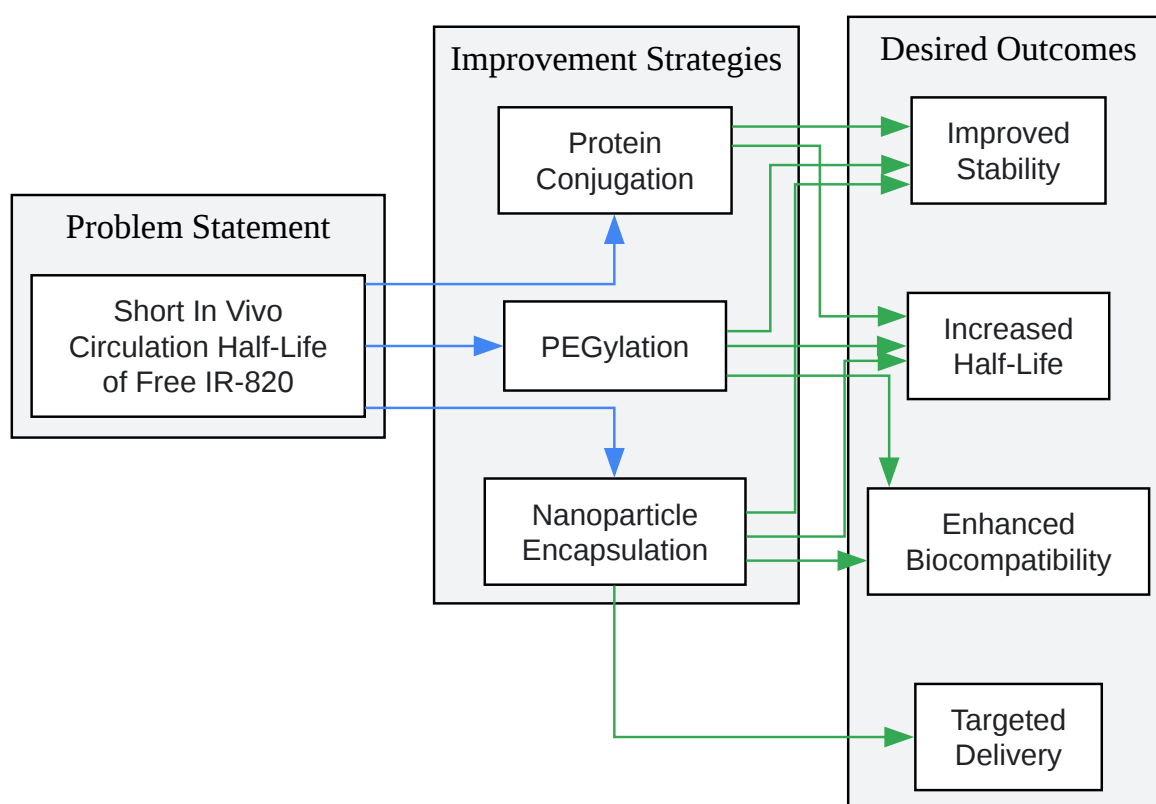 Problem Statement
Short In Vivo
Circulation Half-Life
of Free IR-820
Improvement Strategies
Protein
Conjugation
PEGylation
Nanoparticle
Encapsulation
Desired Outcomes
Improved
Stability
Increased
Half-Life
Enhanced
Biocompatibility
Targeted
Delivery